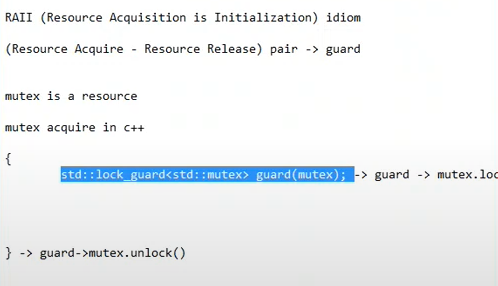 RAII (Resource Acquisition is Initialization) idiom
(Resource Acquire - Resource Release) pair -> guard
mutex is a resource
mutex acquire in c++
{
std::lock_guard<std::mutex> guard(mutex); -> guard -> mutex.loc
} -> guard->mutex.unlock()